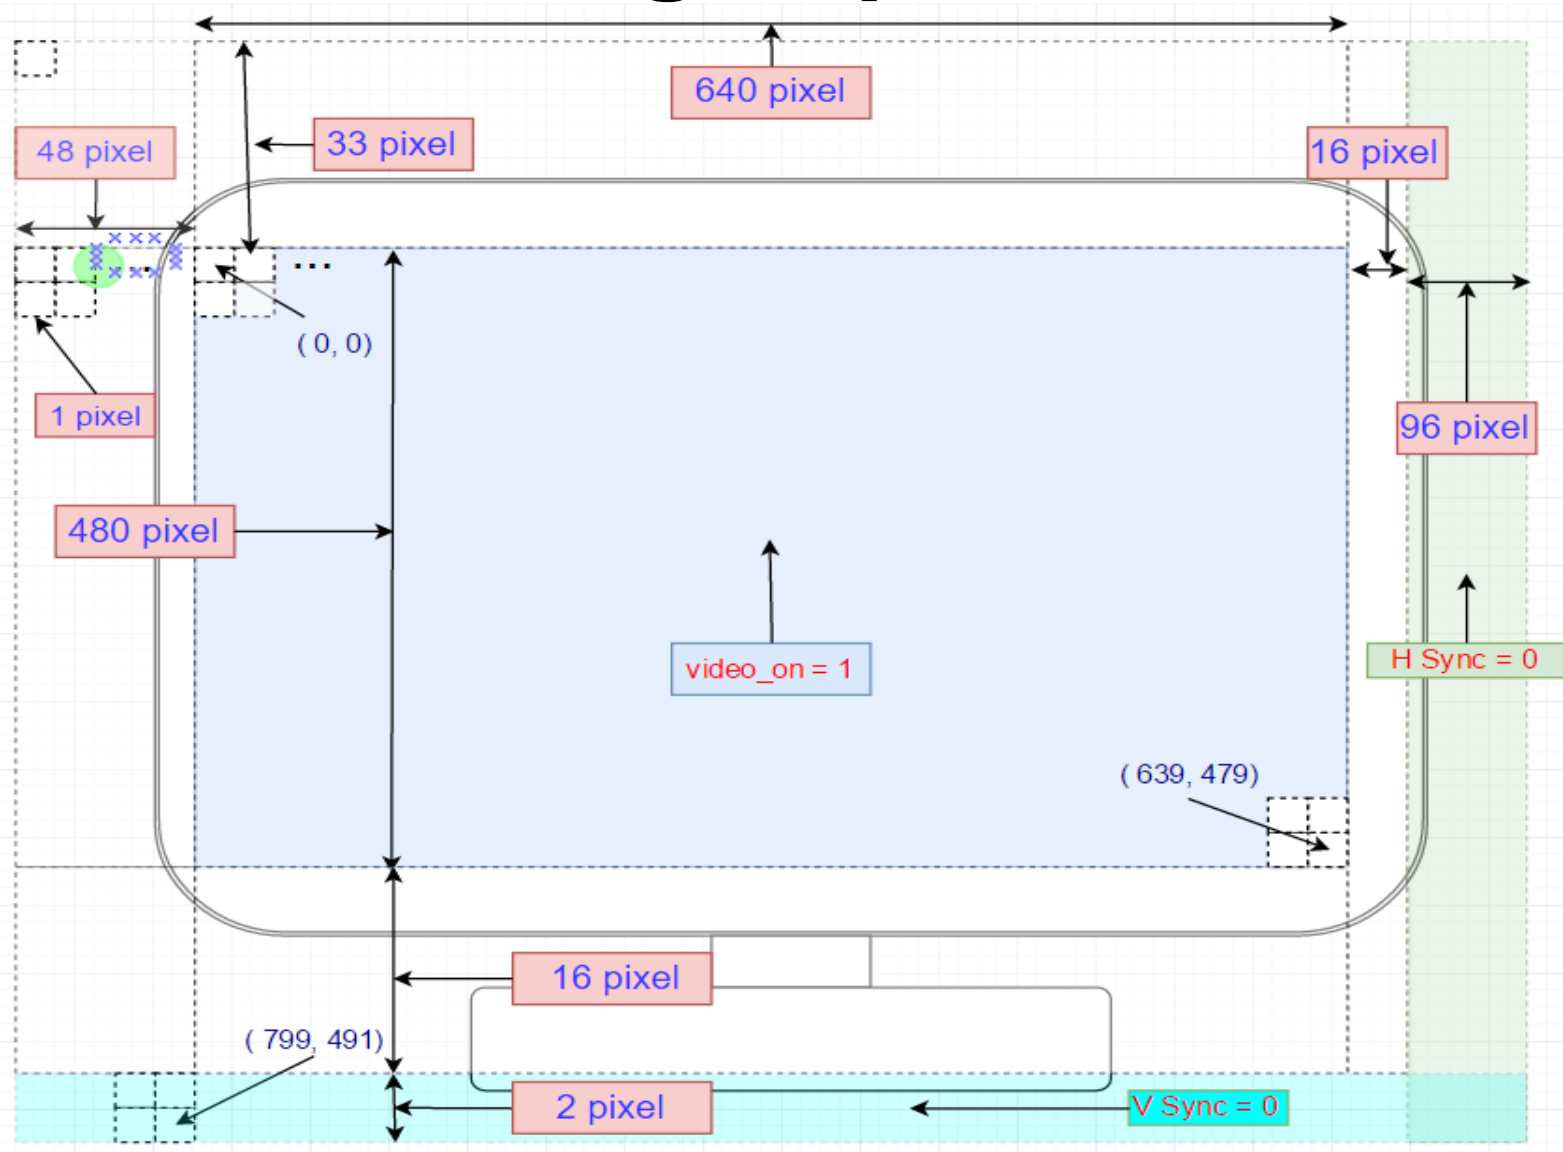 640 pixel
33 pixel
48 pixel
16 pixel
...
...
( 0, 0)
1 pixel
96 pixel
480 pixel
video_on = 1
H Sync = 0
( 639, 479)
16 pixel
( 799, 491)
2 pixel
V Sync = 0